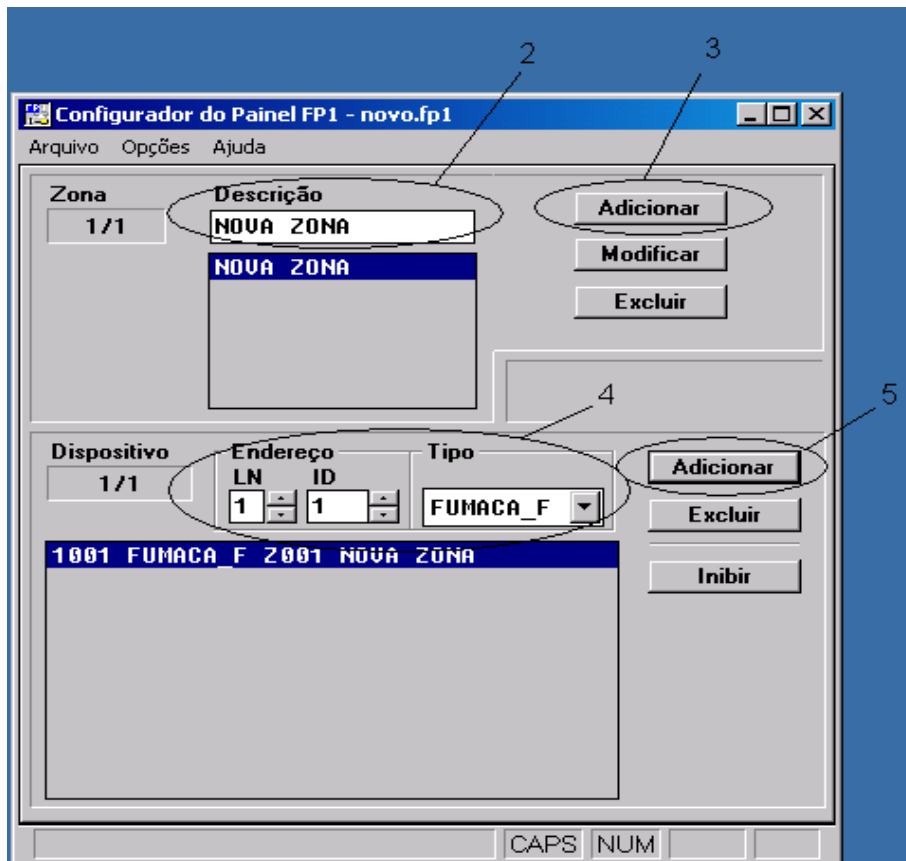 2
3
Configurador do Painel FP1 - novo.fp1
Arquivo Opções Ajuda
Zona
1/1
Descrição
NOVA ZONA
NOVA ZONA
Adicionar
Modificar
Excluir
4
5
Dispositivo
1/1
Endereço
LN ID
1 1
Tipo
FUMACA_F
Adicionar
Excluir
Inibir
1001 FUMACA_F Z001 NOVA ZONA
CAPS NUM